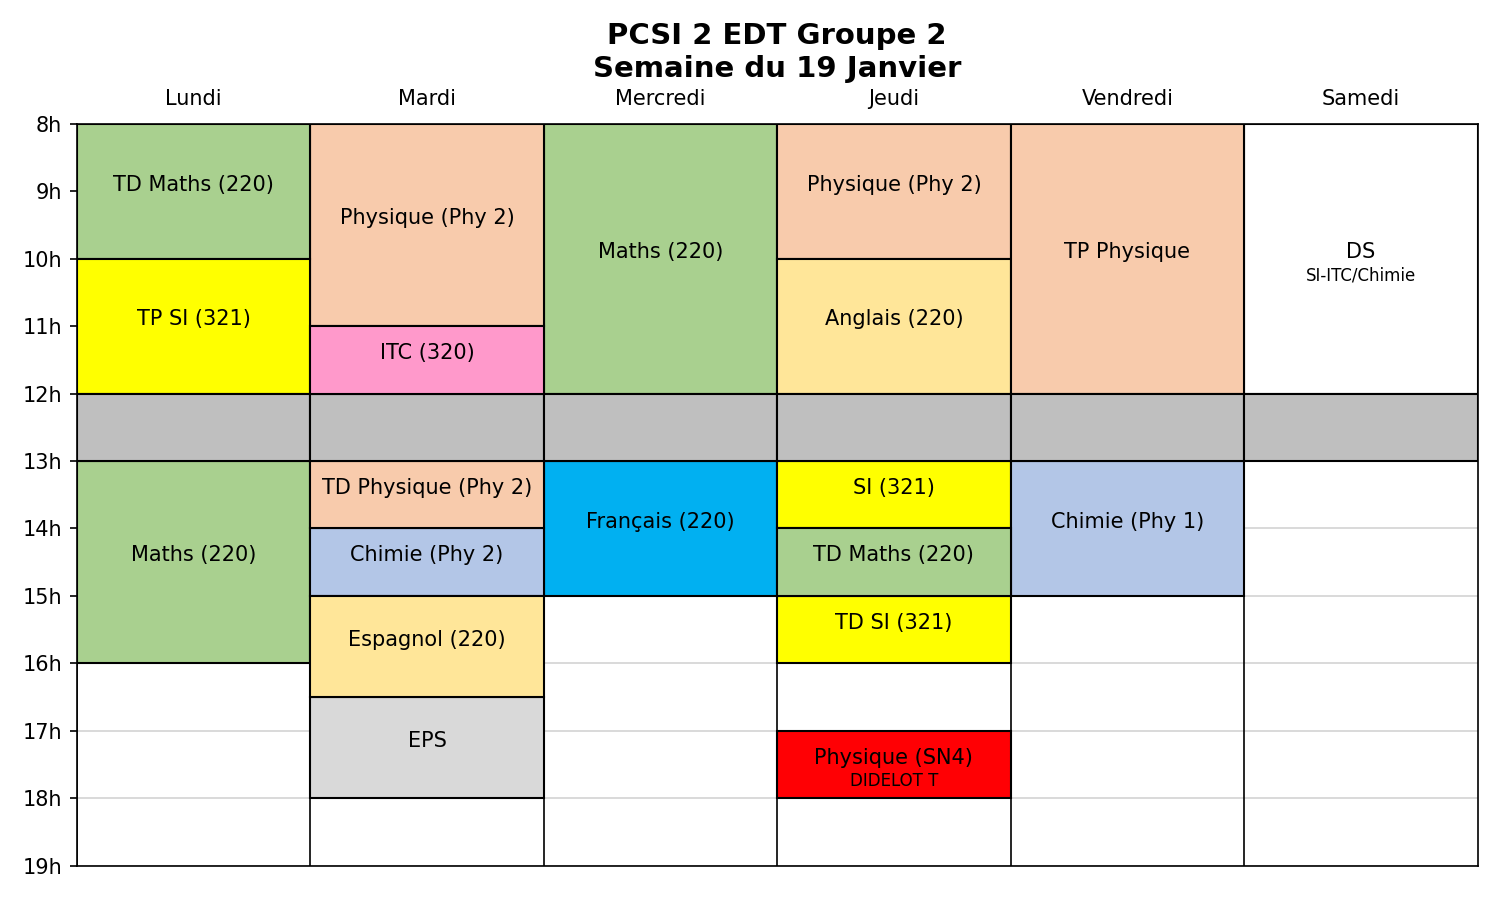 PCSI 2 EDT Groupe 2
Semaine du 19 Janvier
Lundi
Mardi
Mercredi
Jeudi
Vendredi
Samedi
8h
9h
10h
11h
12h
13h
14h
15h
16h
17h
18h
19h
TD Maths (220)
TP SI (321)
Maths (220)
Physique (Phy 2)
ITC (320)
TD Physique (Phy 2)
Chimie (Phy 2)
Espagnol (220)
EPS
Maths (220)
Français (220)
Physique (Phy 2)
Anglais (220)
SI (321)
TD Maths (220)
TD SI (321)
Physique (SN4)
DIDELOT T
TP Physique
Chimie (Phy 1)
DS
SI-ITC/Chimie